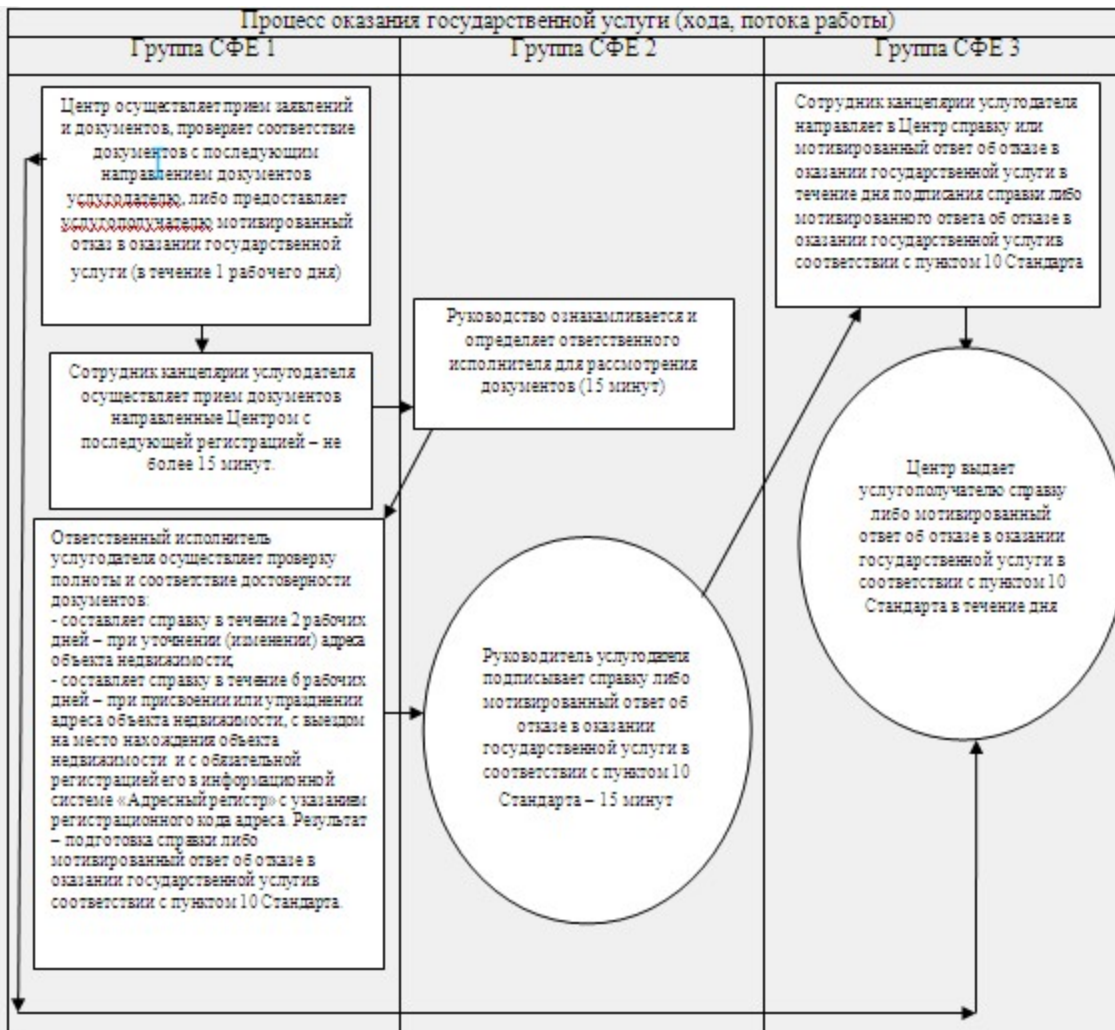 Процесс оказания государственной услуги (хода, потока работы)
Группа СФЕ 1
Группа СФЕ 2
Группа СФЕ 3
Центр осуществляет прием заявлений
и документов, проверяет соответствие
документов с последующим
направлением документов
услугодателю, либо предоставляет
услугополучателю мотивированный
отказ в оказании государственной
услуги (в течение 1 рабочего дня)
Сотрудник канцелярии услугодателя
осуществляет прием документов
направленные Центром с
последующей регистрацией – не
более 15 минут.
Руководство ознакамливается и
определяет ответственного
исполнителя для рассмотрения
документов (15 минут)
Ответственный исполнитель
услугодателя осуществляет проверку
полноты и соответствие достоверности
документов:
- составляет справку в течение 2 рабочих
дней – при уточнении (изменении) адреса
объекта недвижимости;
- составляет справку в течение 6 рабочих
дней – при присвоении или упразднении
адреса объекта недвижимости, с выездом
на место нахождения объекта
недвижимости и с обязательной
регистрацией его в информационной
системе «Адресный регистр» с указанием
регистрационного кода адреса. Результат
– подготовка справки либо
мотивированный ответ об отказе в
оказании государственной услугив
соответствии с пунктом 10 Стандарта.
Руководитель услугодателя
подписывает справку либо
мотивированный ответ об
отказе в оказании
государственной услуги в
соответствии с пунктом 10
Стандарта – 15 минут
Сотрудник канцелярии услугодателя
направляет в Центр справку или
мотивированный ответ об отказе в
оказании государственной услуги в
течение дня подписания справки либо
мотивированного ответа об отказе в
оказании государственной услугив
соответствии с пунктом 10 Стандарта
Центр выдает
услугополучателю справку
либо мотивированный
ответ об отказе в оказании
государственной услуги в
соответствии с пунктом 10
Стандарта в течение дня